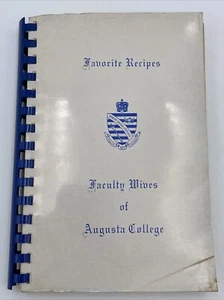 Favorite Recipes
Faculty Wives
of
Augusta College